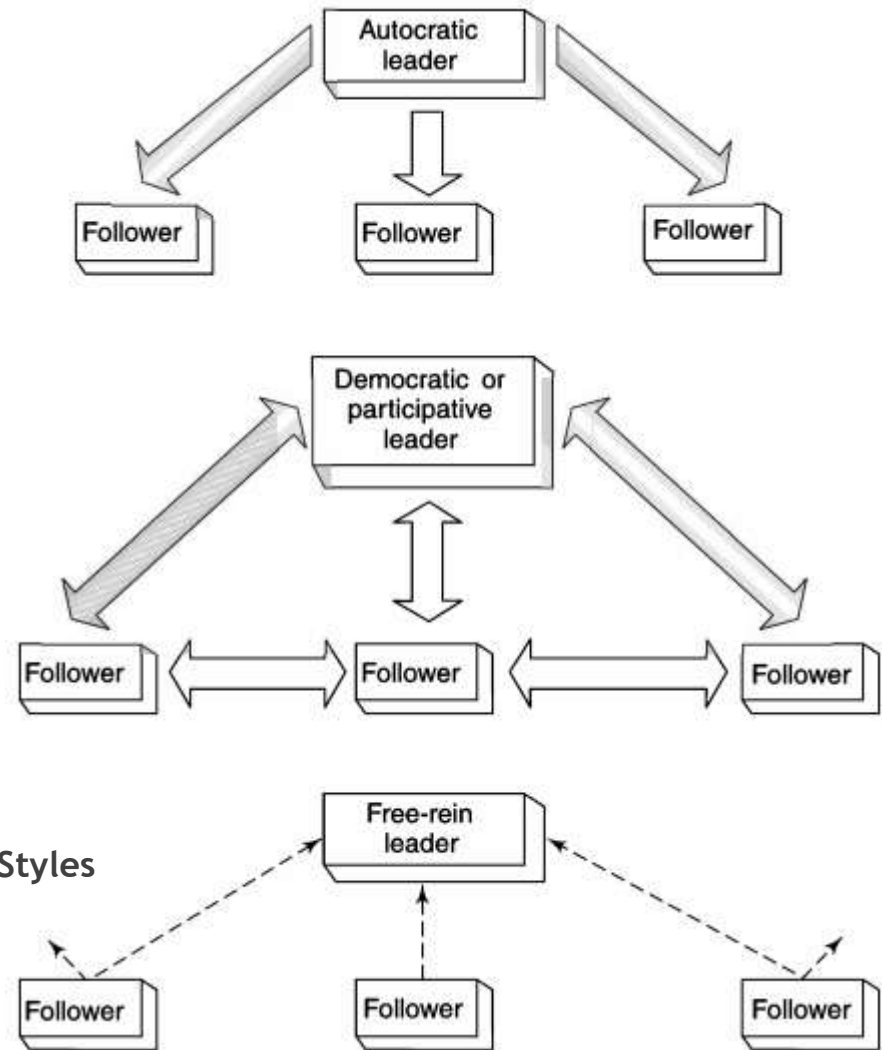 Autocratic
leader
Follower
Follower
Follower
Democratic or
participative
leader
Follower
Follower
Follower
Free-rein
leader
Styles
Follower
Follower
Follower